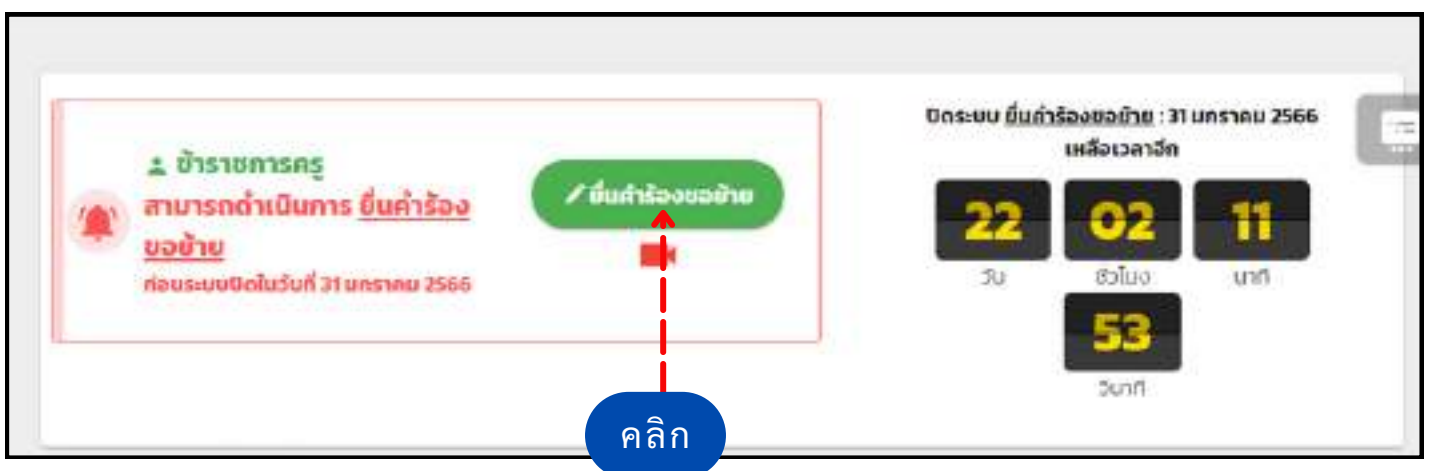 ข้าราชการครู
สามารถดำเนินการ ยื่นคำร้อง
ขอย้าย
ก่อนระบบปิดในวันที่ 31 มกราคม 2566
ยื่นคำร้องขอย้าย
ปิดระบบ ยื่นคำร้องขอย้าย : 31 มกราคม 2566
เหลือเวลาอีก
22 02 11
วัน ชั่วโมง นาที
53
วินาที
คลิก